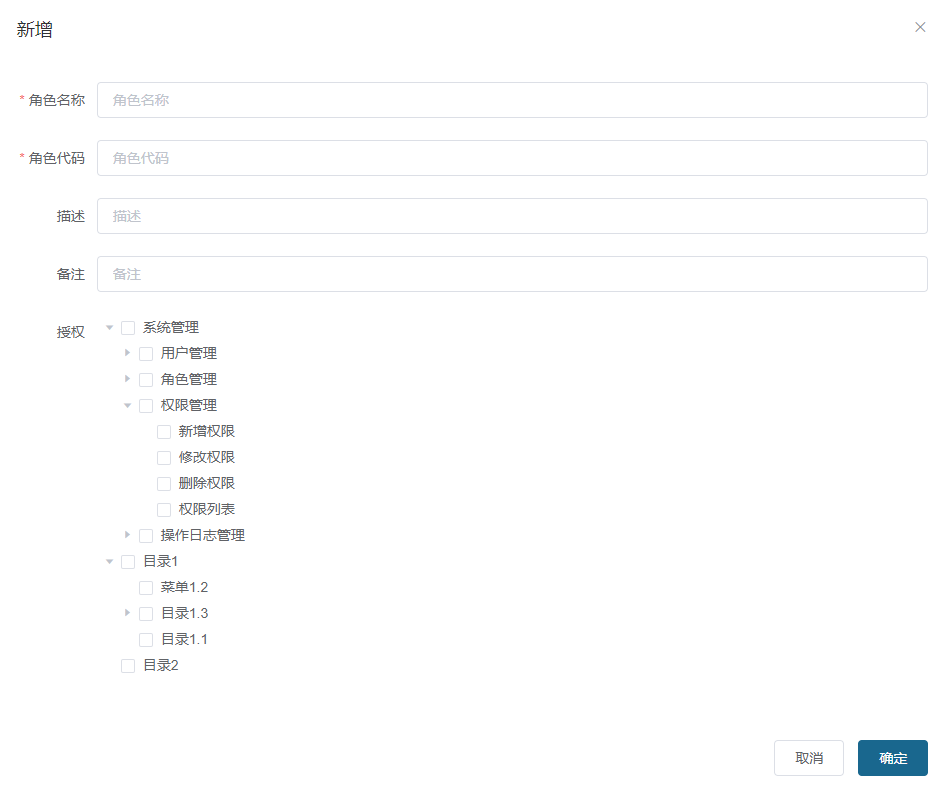 新增
* 角色名称 角色名称
* 角色代码 角色代码
描述 描述
备注 备注
授权 系统管理
用户管理
角色管理
权限管理
新增权限
修改权限
删除权限
权限列表
操作日志管理
目录1
菜单1.2
目录1.3
目录1.1
目录2
取消 确定